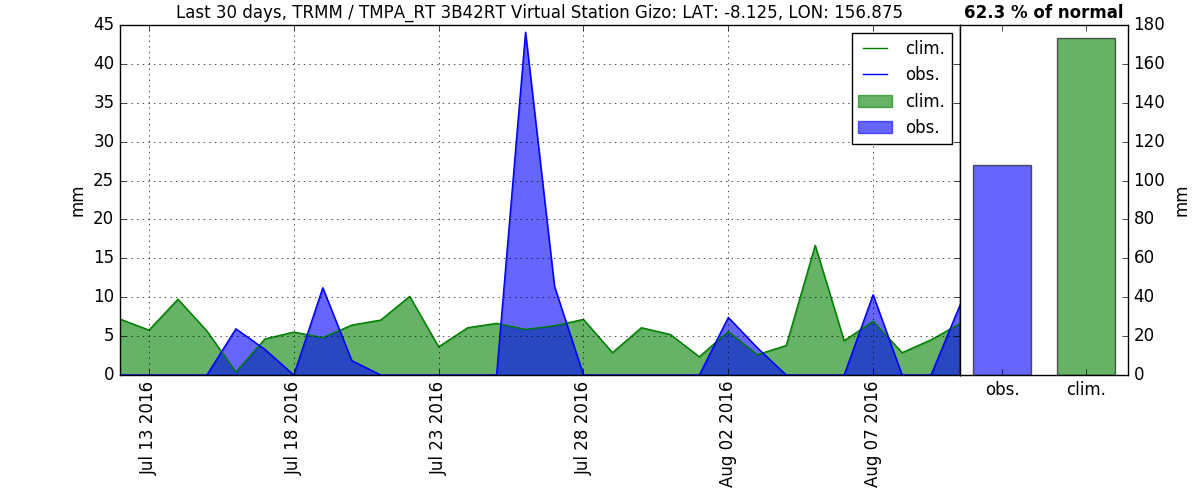 Last 30 days, TRMM / TMPA_RT 3B42RT Virtual Station Gizo: LAT: -8.125, LON: 156.875
62.3 % of normal
45
40
35
30
25
20
15
10
5
0
mm
clim.
obs.
clim.
obs.
Jul 13 2016
Jul 18 2016
Jul 23 2016
Jul 28 2016
Aug 02 2016
Aug 07 2016
180
160
140
120
100
80
60
40
20
0
mm
obs.
clim.